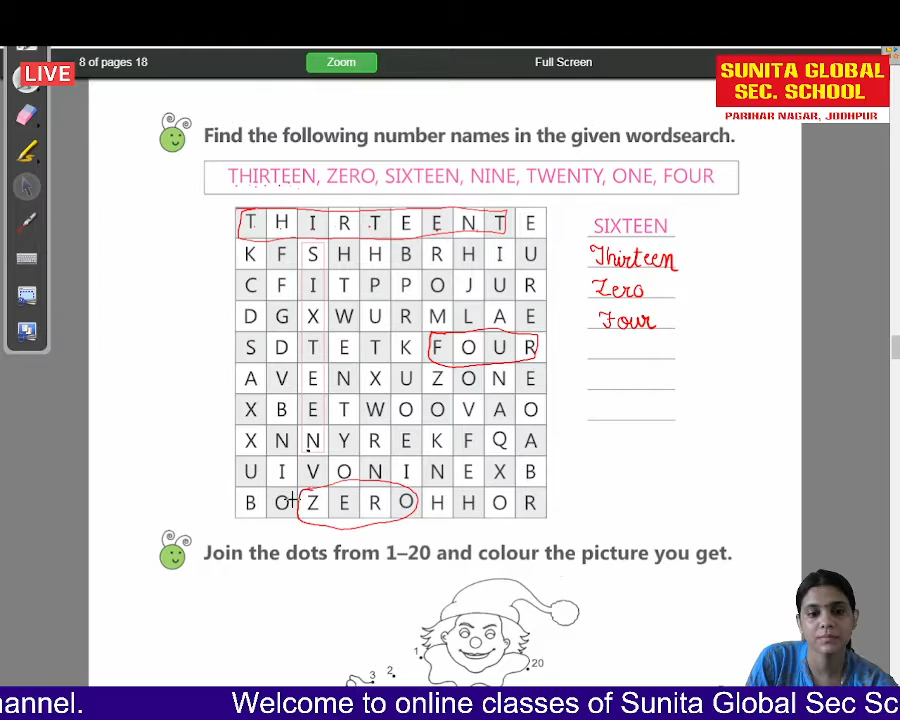 8 of pages 18
Zoom
Full Screen
LIVE
SUNITA GLOBAL
SEC. SCHOOL
PARIHAR NAGAR, JODHPUR
Find the following number names in the given wordsearch.
THIRTEEN, ZERO, SIXTEEN, NINE, TWENTY, ONE, FOUR
T H I R T E E N T E
K F S H H B R H I U
C F I T P P O J U R
D G X W U R M L A E
S D T E T K F O U R
A V E N X U Z O N E
X B E T W O O V A O
X N N Y R E K F Q A
U I V O N I N E X B
B O Z E R O H H O R
SIXTEEN
Thirteen
Zero
Four
Join the dots from 1–20 and colour the picture you get.
1
2
3
20
hannel.
Welcome to online classes of Sunita Global Sec Sc